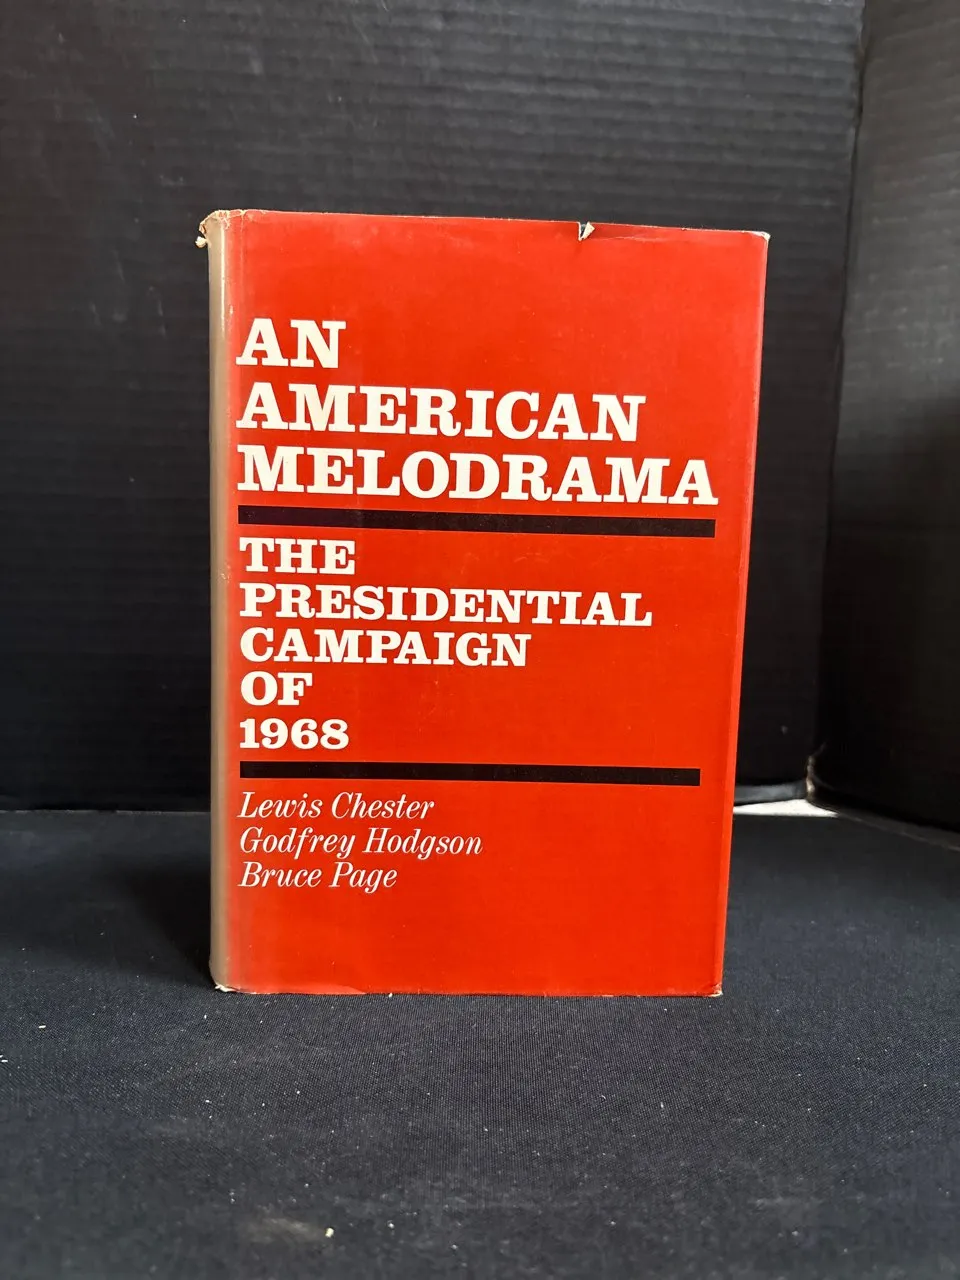 AN
AMERICAN
MELODRAMA
THE
PRESIDENTIAL
CAMPAIGN
OF
1968
Lewis Chester
Godfrey Hodgson
Bruce Page